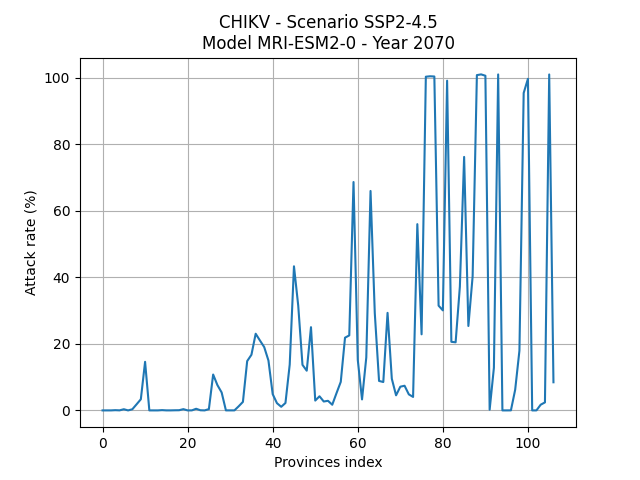 CHIKV - Scenario SSP2-4.5
Model MRI-ESM2-0 - Year 2070
Attack rate (%)
100
80
60
40
20
0
0 20 40 60 80 100
Provinces index